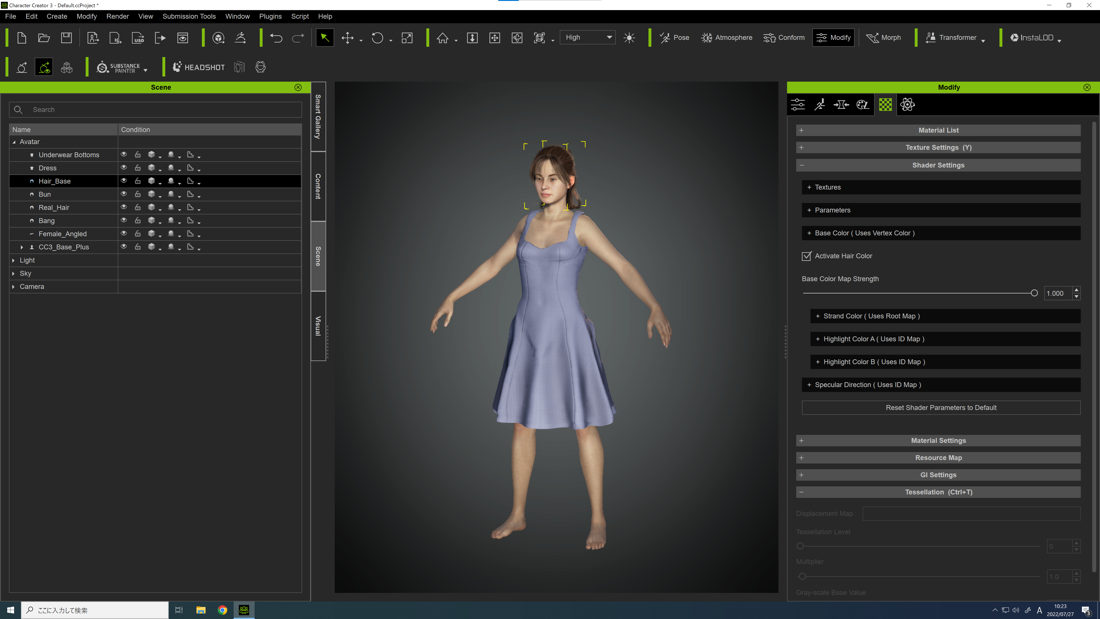 Character Creator 3 - Default.ccProject *
File Edit Create Modify Render View Submission Tools Window Plugins Script Help
High
Pose
Atmosphere
Conform
Modify
Morph
Transformer
InstaLOD
SUBSTANCE PAINTER
HEADSHOT
Scene
Search
Name Condition
Avatar
Underwear Bottoms
Dress
Hair_Base
Bun
Real_Hair
Bang
Female_Angled
CC3_Base_Plus
Light
Sky
Camera
Smart Gallery
Content
Scene
Visual
Modify
+ Material List
+ Texture Settings (Y)
− Shader Settings
+ Textures
+ Parameters
+ Base Color ( Uses Vertex Color )
Activate Hair Color
Base Color Map Strength
1.000
+ Strand Color ( Uses Root Map )
+ Highlight Color A ( Uses ID Map )
+ Highlight Color B ( Uses ID Map )
+ Specular Direction ( Uses ID Map )
Reset Shader Parameters to Default
+ Material Settings
+ Resource Map
+ GI Settings
− Tessellation (Ctrl+T)
Displacement Map
Tessellation Level
0
Multiplier
1.0
Gray-scale Base Value
ここに入力して検索
A
10:23
2022/07/27